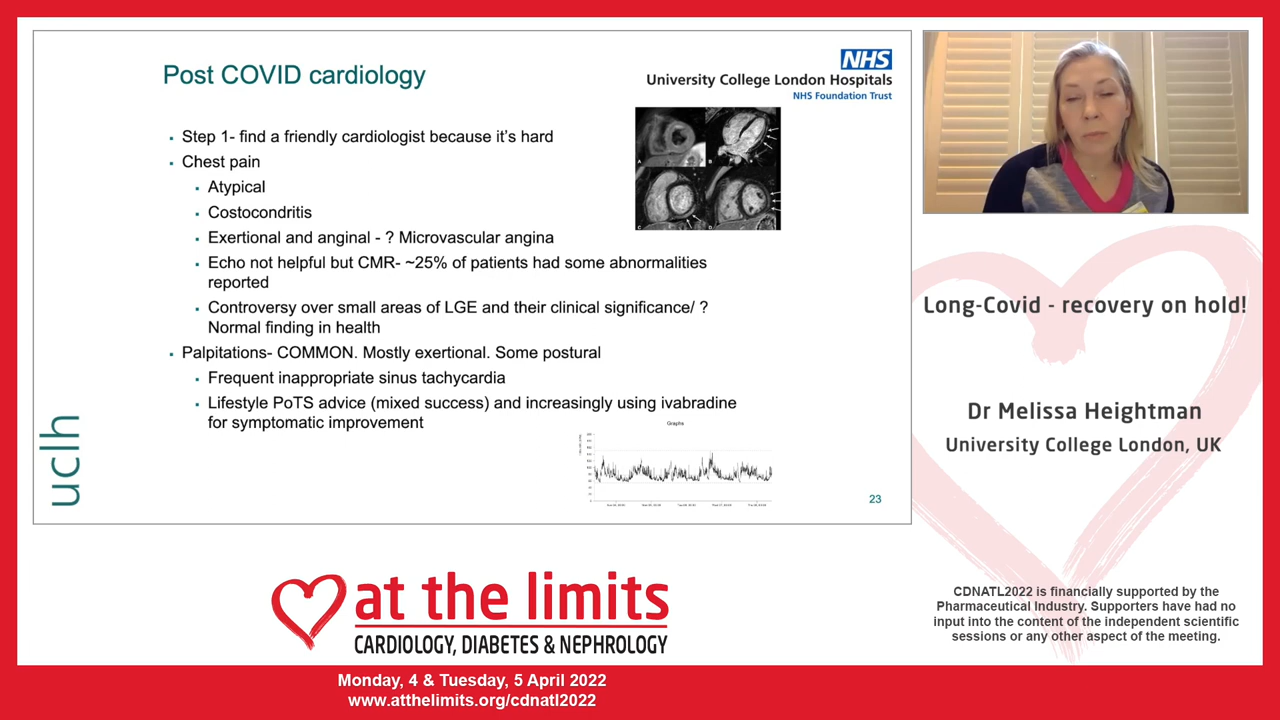 Post COVID cardiology
NHS
University College London Hospitals
NHS Foundation Trust
Step 1- find a friendly cardiologist because it's hard
Chest pain
Atypical
Costocondritis
Exertional and anginal - ? Microvascular angina
Echo not helpful but CMR- ~25% of patients had some abnormalities
reported
Controversy over small areas of LGE and their clinical significance/ ?
Normal finding in health
Palpitations- COMMON. Mostly exertional. Some postural
Frequent inappropriate sinus tachycardia
Lifestyle PoTS advice (mixed success) and increasingly using ivabradine
for symptomatic improvement
A
B
C
D
Graphs
23
uclh
Long-Covid - recovery on hold!
Dr Melissa Heightman
University College London, UK
at the limits
CARDIOLOGY, DIABETES & NEPHROLOGY
CDNATL2022 is financially supported by the
Pharmaceutical Industry. Supporters have had no
input into the content of the independent scientific
sessions or any other aspect of the meeting.
Monday, 4 & Tuesday, 5 April 2022
www.atthelimits.org/cdnatl2022